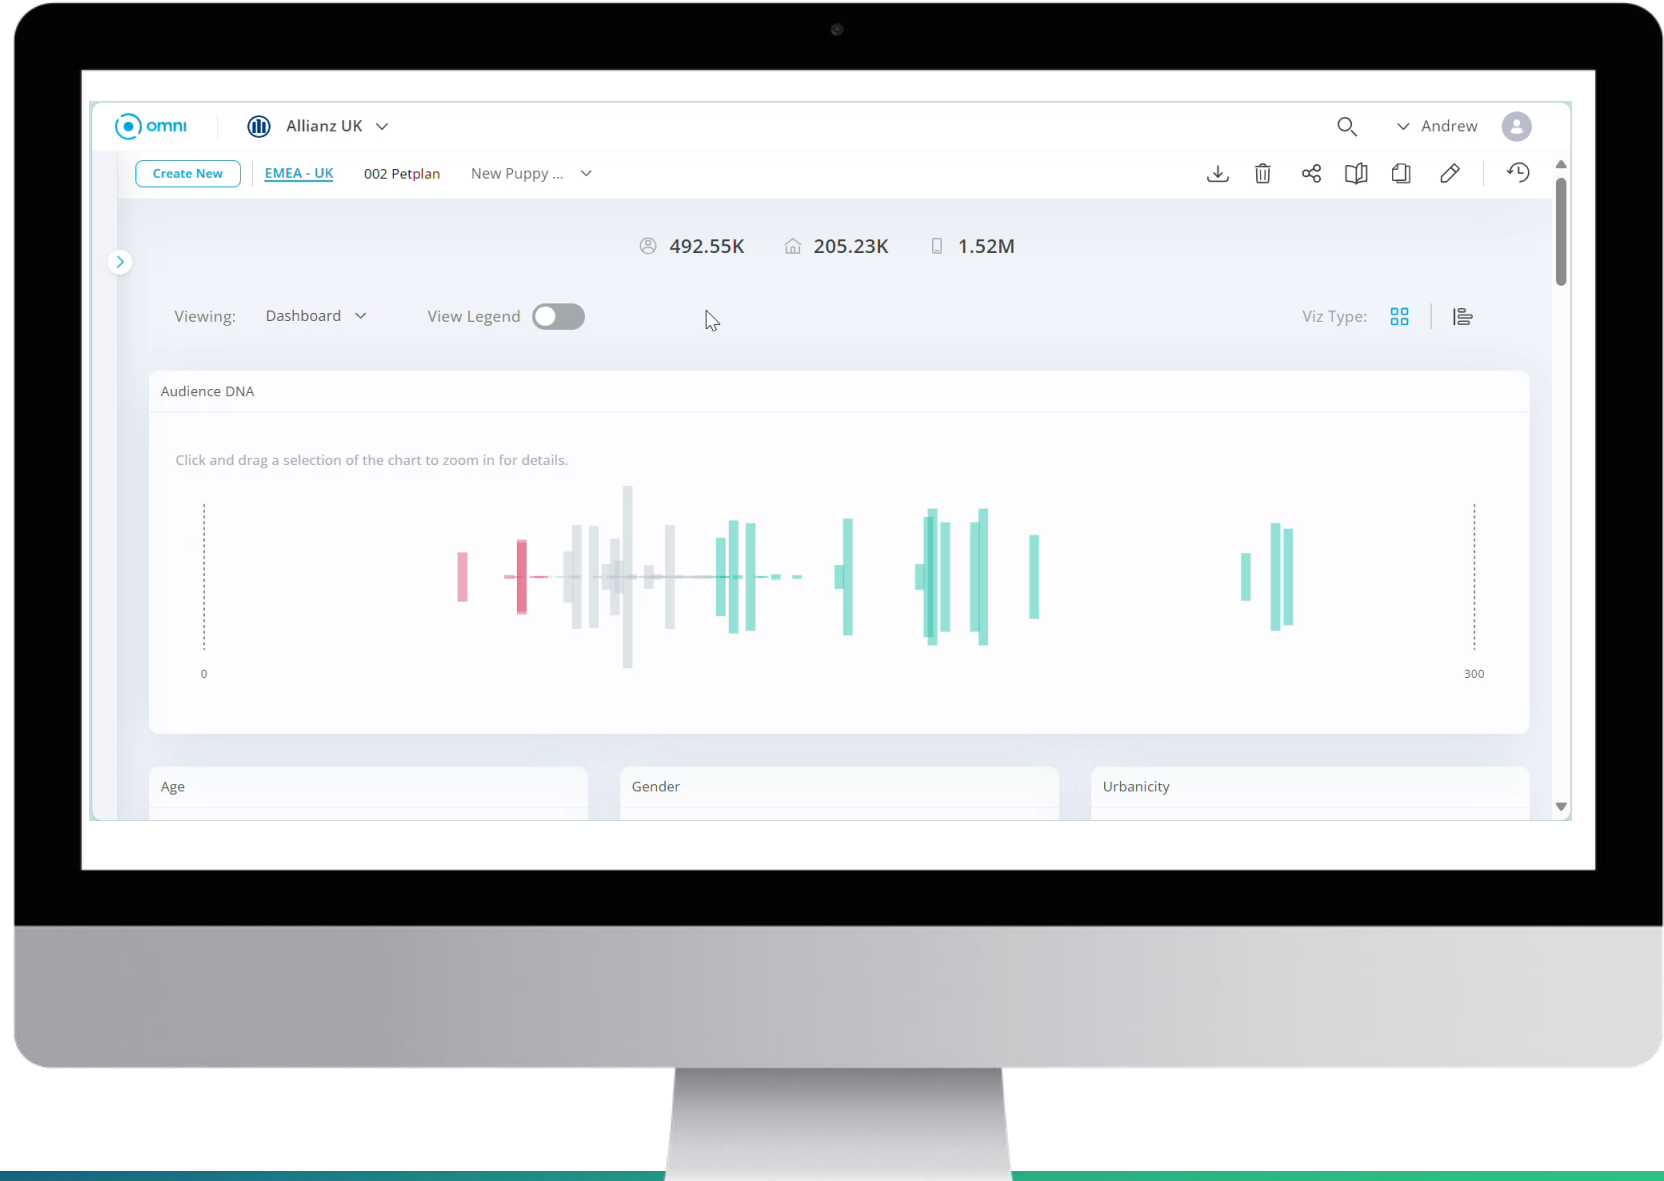 omni Allianz UK Andrew
Create New EMEA - UK 002 Petplan New Puppy ...
492.55K 205.23K 1.52M
Viewing: Dashboard View Legend Viz Type:
Audience DNA
Click and drag a selection of the chart to zoom in for details.
0 300
Age Gender Urbanicity